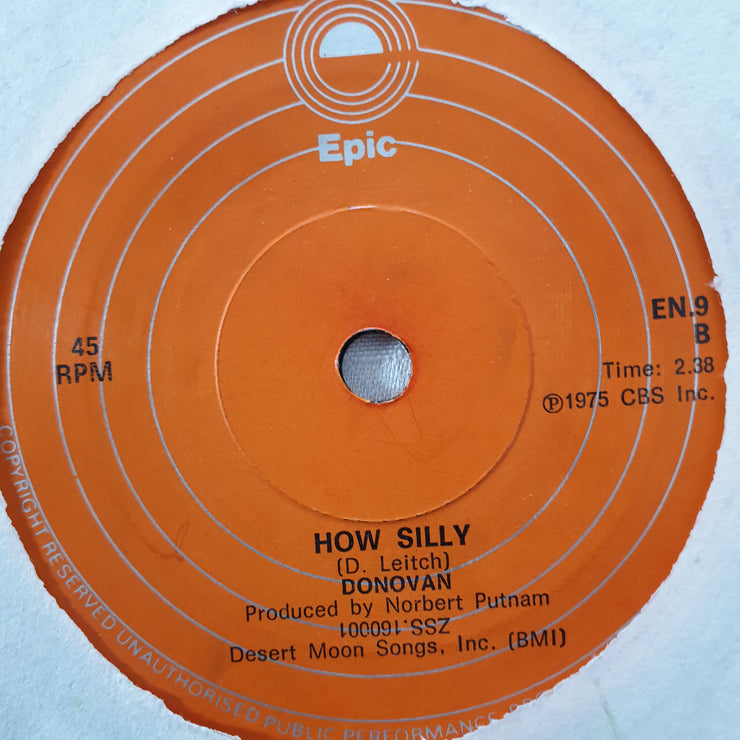 Epic
45
RPM
EN.9
B
Time: 2.38
℗1975 CBS Inc.
HOW SILLY
(D. Leitch)
DONOVAN
Produced by Norbert Putnam
ZSS.160001
Desert Moon Songs, Inc. (BMI)
COPYRIGHT RESERVED UNAUTHORISED PUBLIC PERFORMANCE